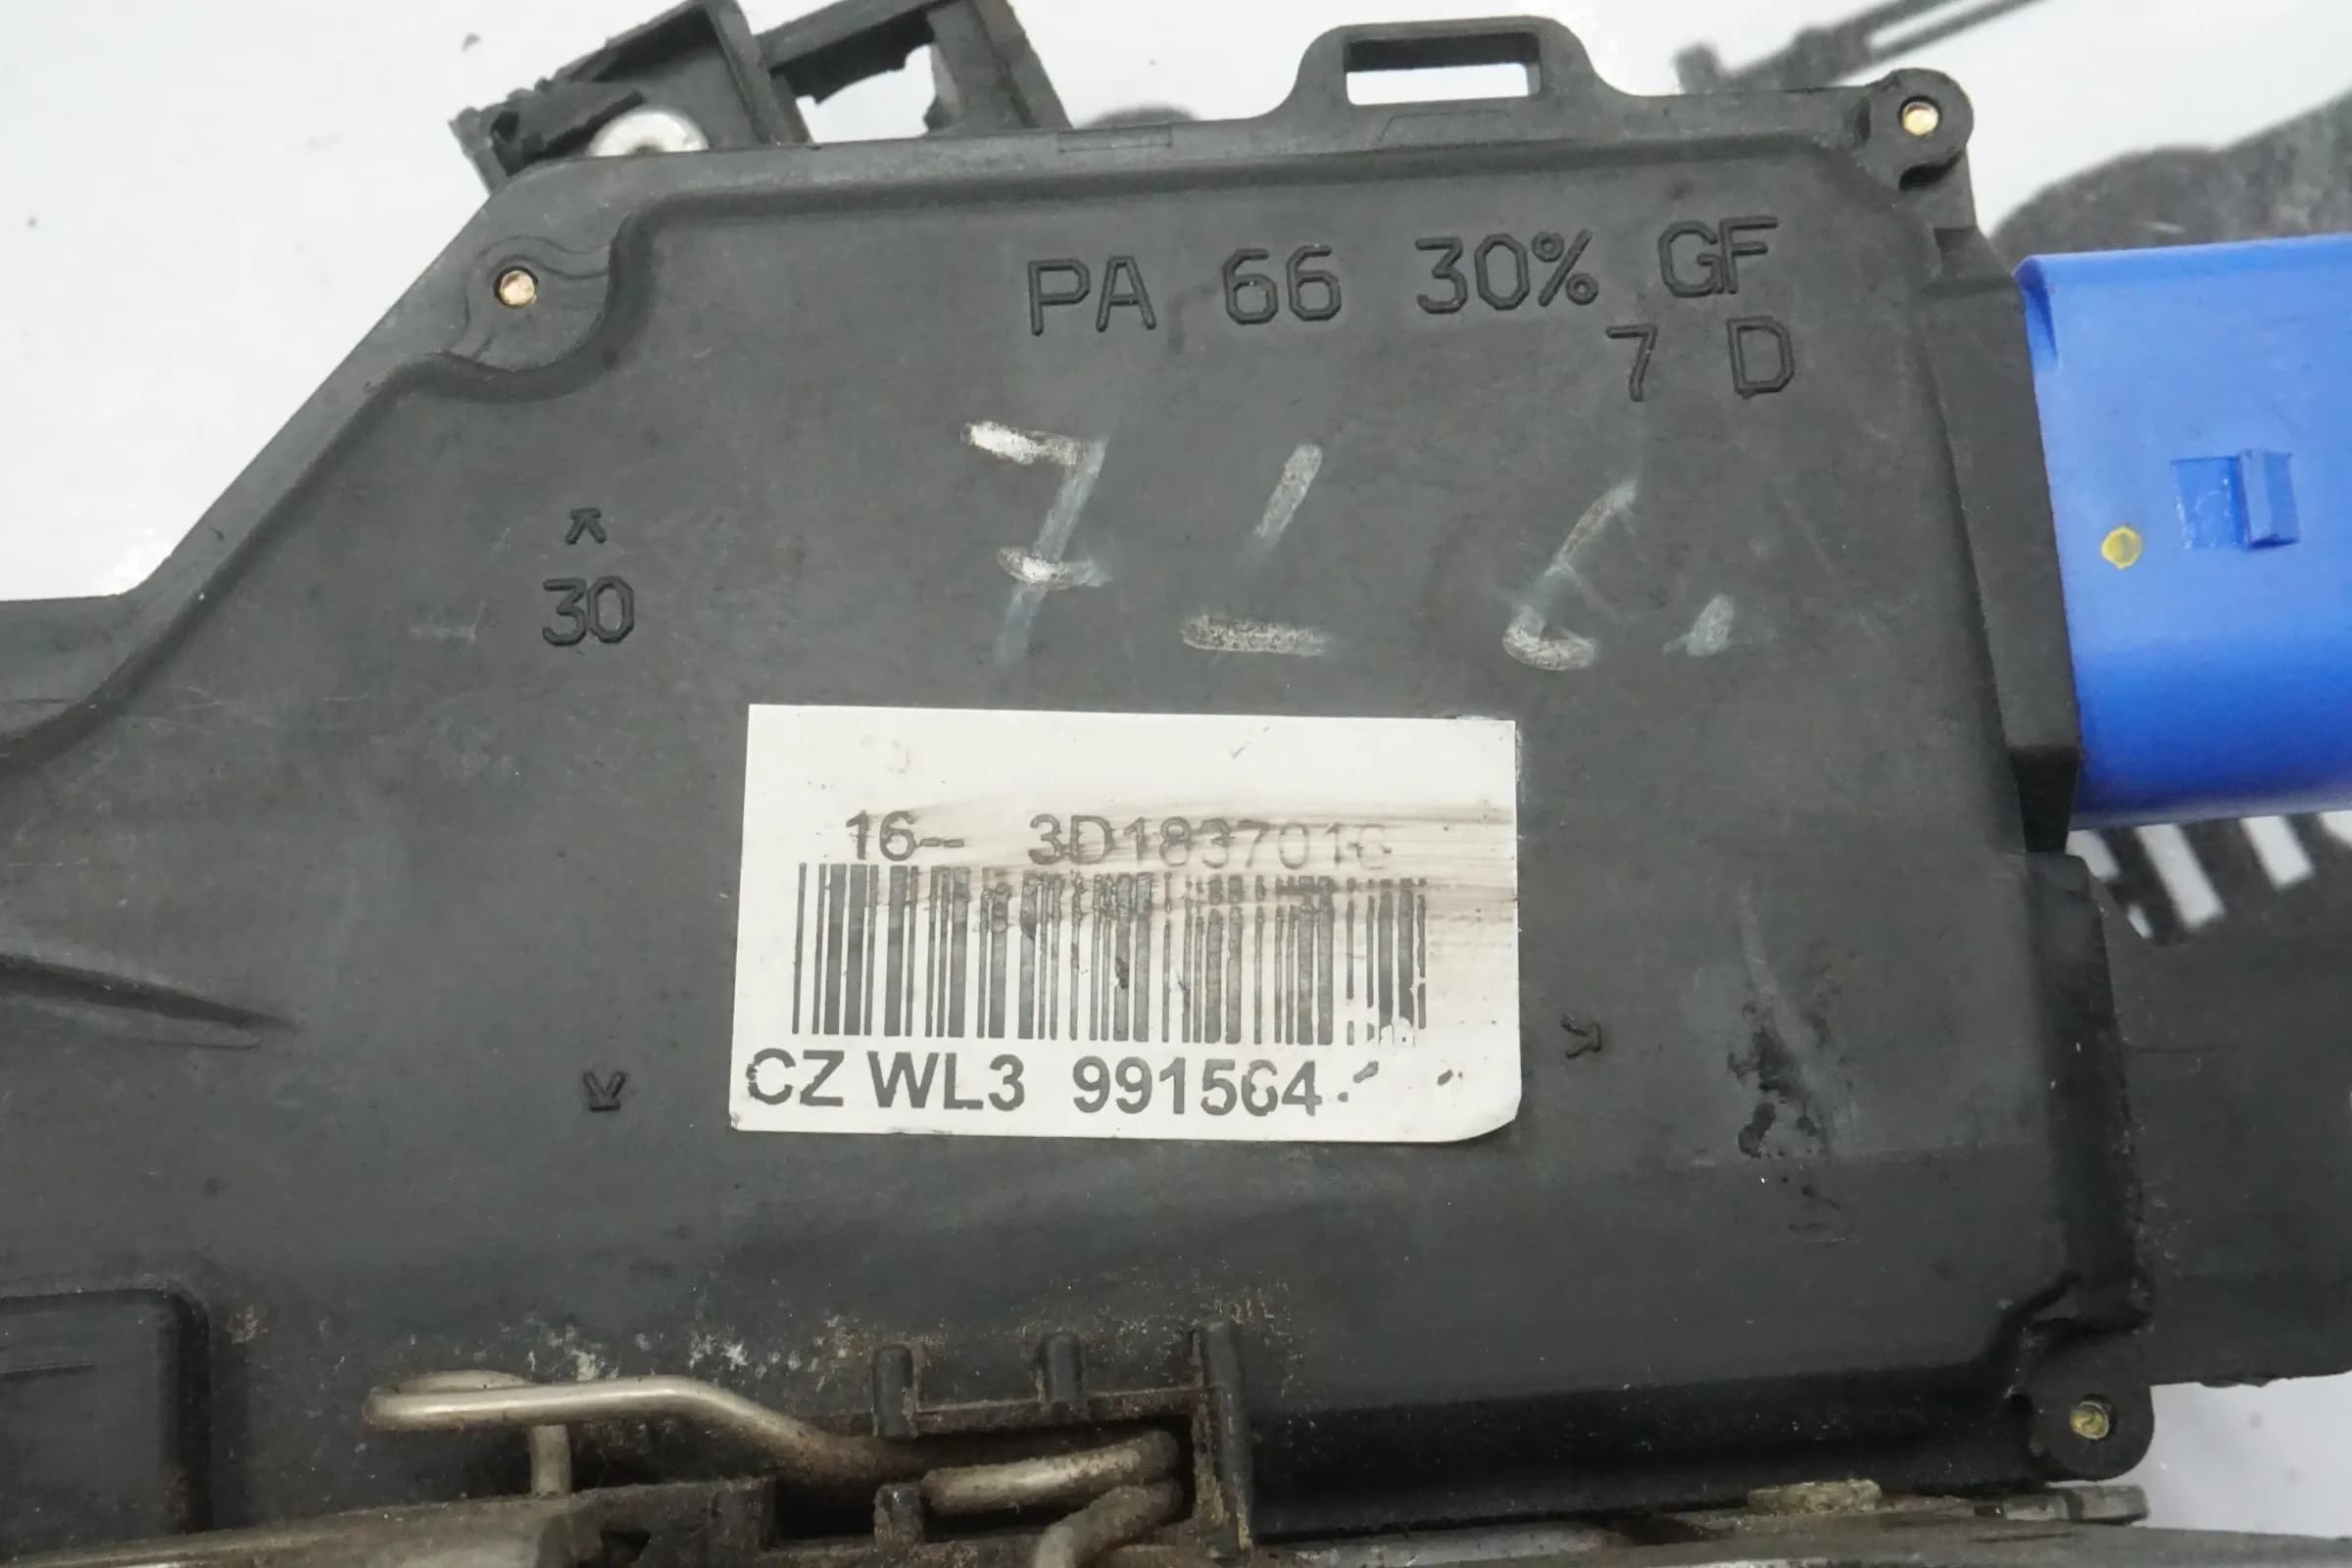 PA 66 30% GF
7 D
30
16-- 3D1837016
CZ WL3 991564